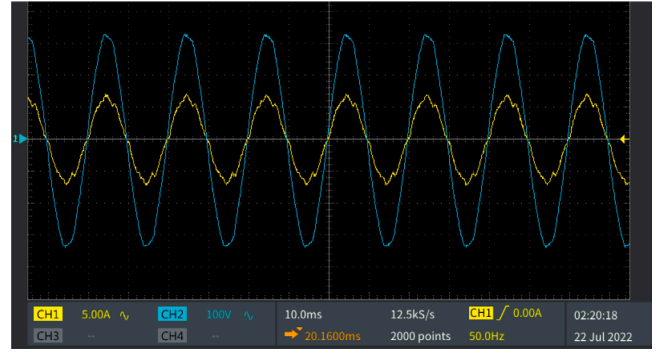 1
CH1 5.00A ∿ CH2 100V ∿ 10.0ms 12.5kS/s CH1 / 0.00A 02:20:18
CH3 -- CH4 -- 20.1600ms 2000 points 50.0Hz 22 Jul 2022